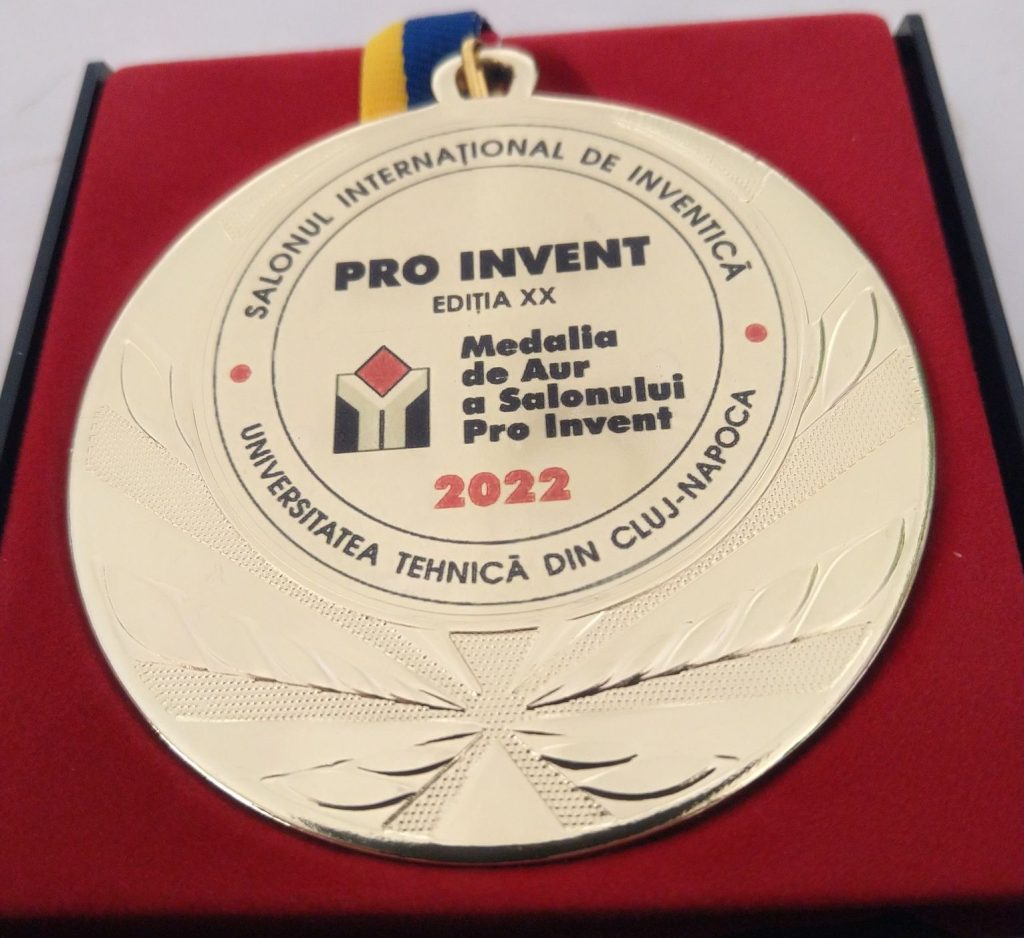 SALONUL INTERNAȚIONAL DE INVENTICĂ
PRO INVENT
EDIȚIA XX
Medalia
de Aur
a Salonului
Pro Invent
2022
UNIVERSITATEA TEHNICĂ DIN CLUJ-NAPOCA